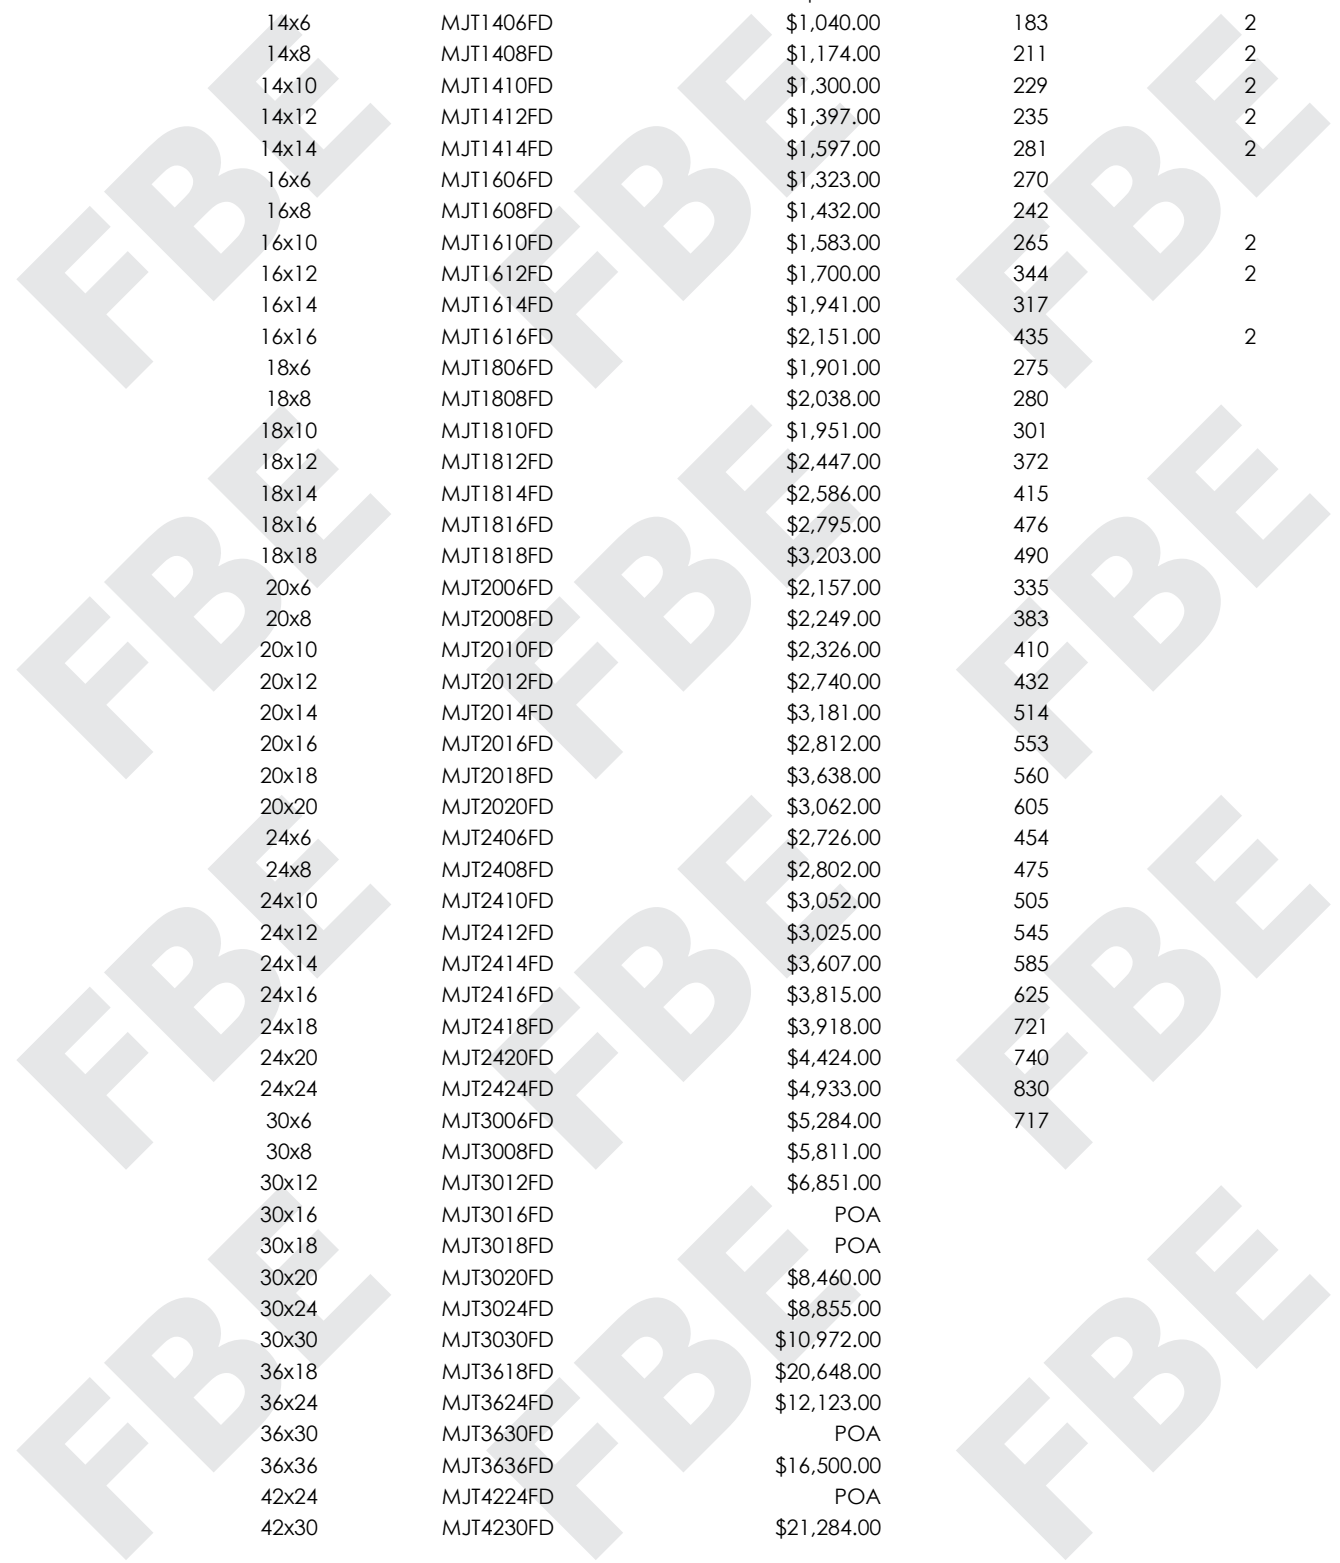 14x6 MJT1406FD $1,040.00 183 2
14x8 MJT1408FD $1,174.00 211 2
14x10 MJT1410FD $1,300.00 229 2
14x12 MJT1412FD $1,397.00 235 2
14x14 MJT1414FD $1,597.00 281 2
16x6 MJT1606FD $1,323.00 270
16x8 MJT1608FD $1,432.00 242
16x10 MJT1610FD $1,583.00 265 2
16x12 MJT1612FD $1,700.00 344 2
16x14 MJT1614FD $1,941.00 317
16x16 MJT1616FD $2,151.00 435 2
18x6 MJT1806FD $1,901.00 275
18x8 MJT1808FD $2,038.00 280
18x10 MJT1810FD $1,951.00 301
18x12 MJT1812FD $2,447.00 372
18x14 MJT1814FD $2,586.00 415
18x16 MJT1816FD $2,795.00 476
18x18 MJT1818FD $3,203.00 490
20x6 MJT2006FD $2,157.00 335
20x8 MJT2008FD $2,249.00 383
20x10 MJT2010FD $2,326.00 410
20x12 MJT2012FD $2,740.00 432
20x14 MJT2014FD $3,181.00 514
20x16 MJT2016FD $2,812.00 553
20x18 MJT2018FD $3,638.00 560
20x20 MJT2020FD $3,062.00 605
24x6 MJT2406FD $2,726.00 454
24x8 MJT2408FD $2,802.00 475
24x10 MJT2410FD $3,052.00 505
24x12 MJT2412FD $3,025.00 545
24x14 MJT2414FD $3,607.00 585
24x16 MJT2416FD $3,815.00 625
24x18 MJT2418FD $3,918.00 721
24x20 MJT2420FD $4,424.00 740
24x24 MJT2424FD $4,933.00 830
30x6 MJT3006FD $5,284.00 717
30x8 MJT3008FD $5,811.00
30x12 MJT3012FD $6,851.00
30x16 MJT3016FD POA
30x18 MJT3018FD POA
30x20 MJT3020FD $8,460.00
30x24 MJT3024FD $8,855.00
30x30 MJT3030FD $10,972.00
36x18 MJT3618FD $20,648.00
36x24 MJT3624FD $12,123.00
36x30 MJT3630FD POA
36x36 MJT3636FD $16,500.00
42x24 MJT4224FD POA
42x30 MJT4230FD $21,284.00
FBE FBE FBE
FBE FBE FBE
FBE FBE FBE
FBE FBE FBE